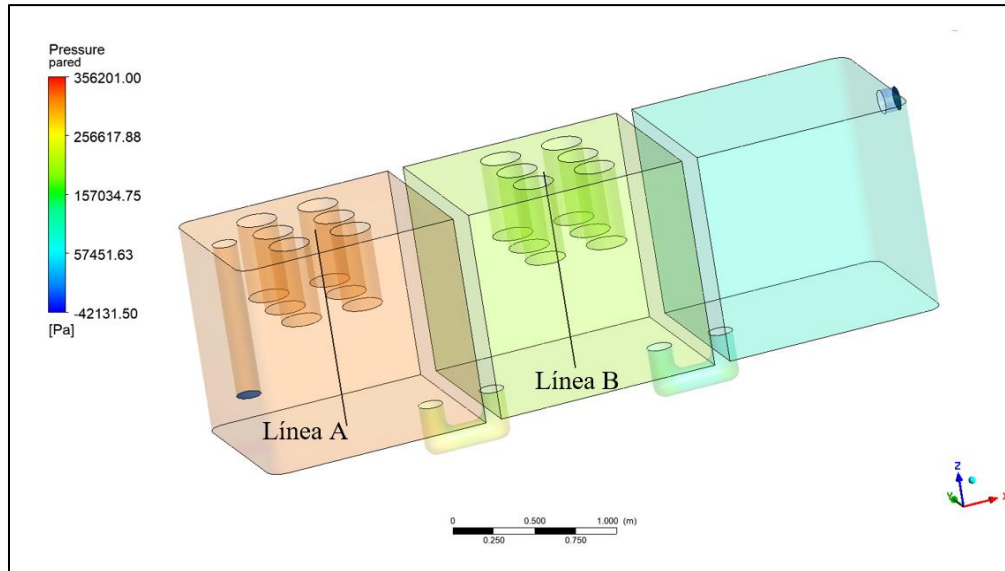 Pressure
pared
356201.00
256617.88
157034.75
57451.63
-42131.50
[Pa]
Línea A
Línea B
Z
Y
X
0 0.500 1.000 (m)
0.250 0.750